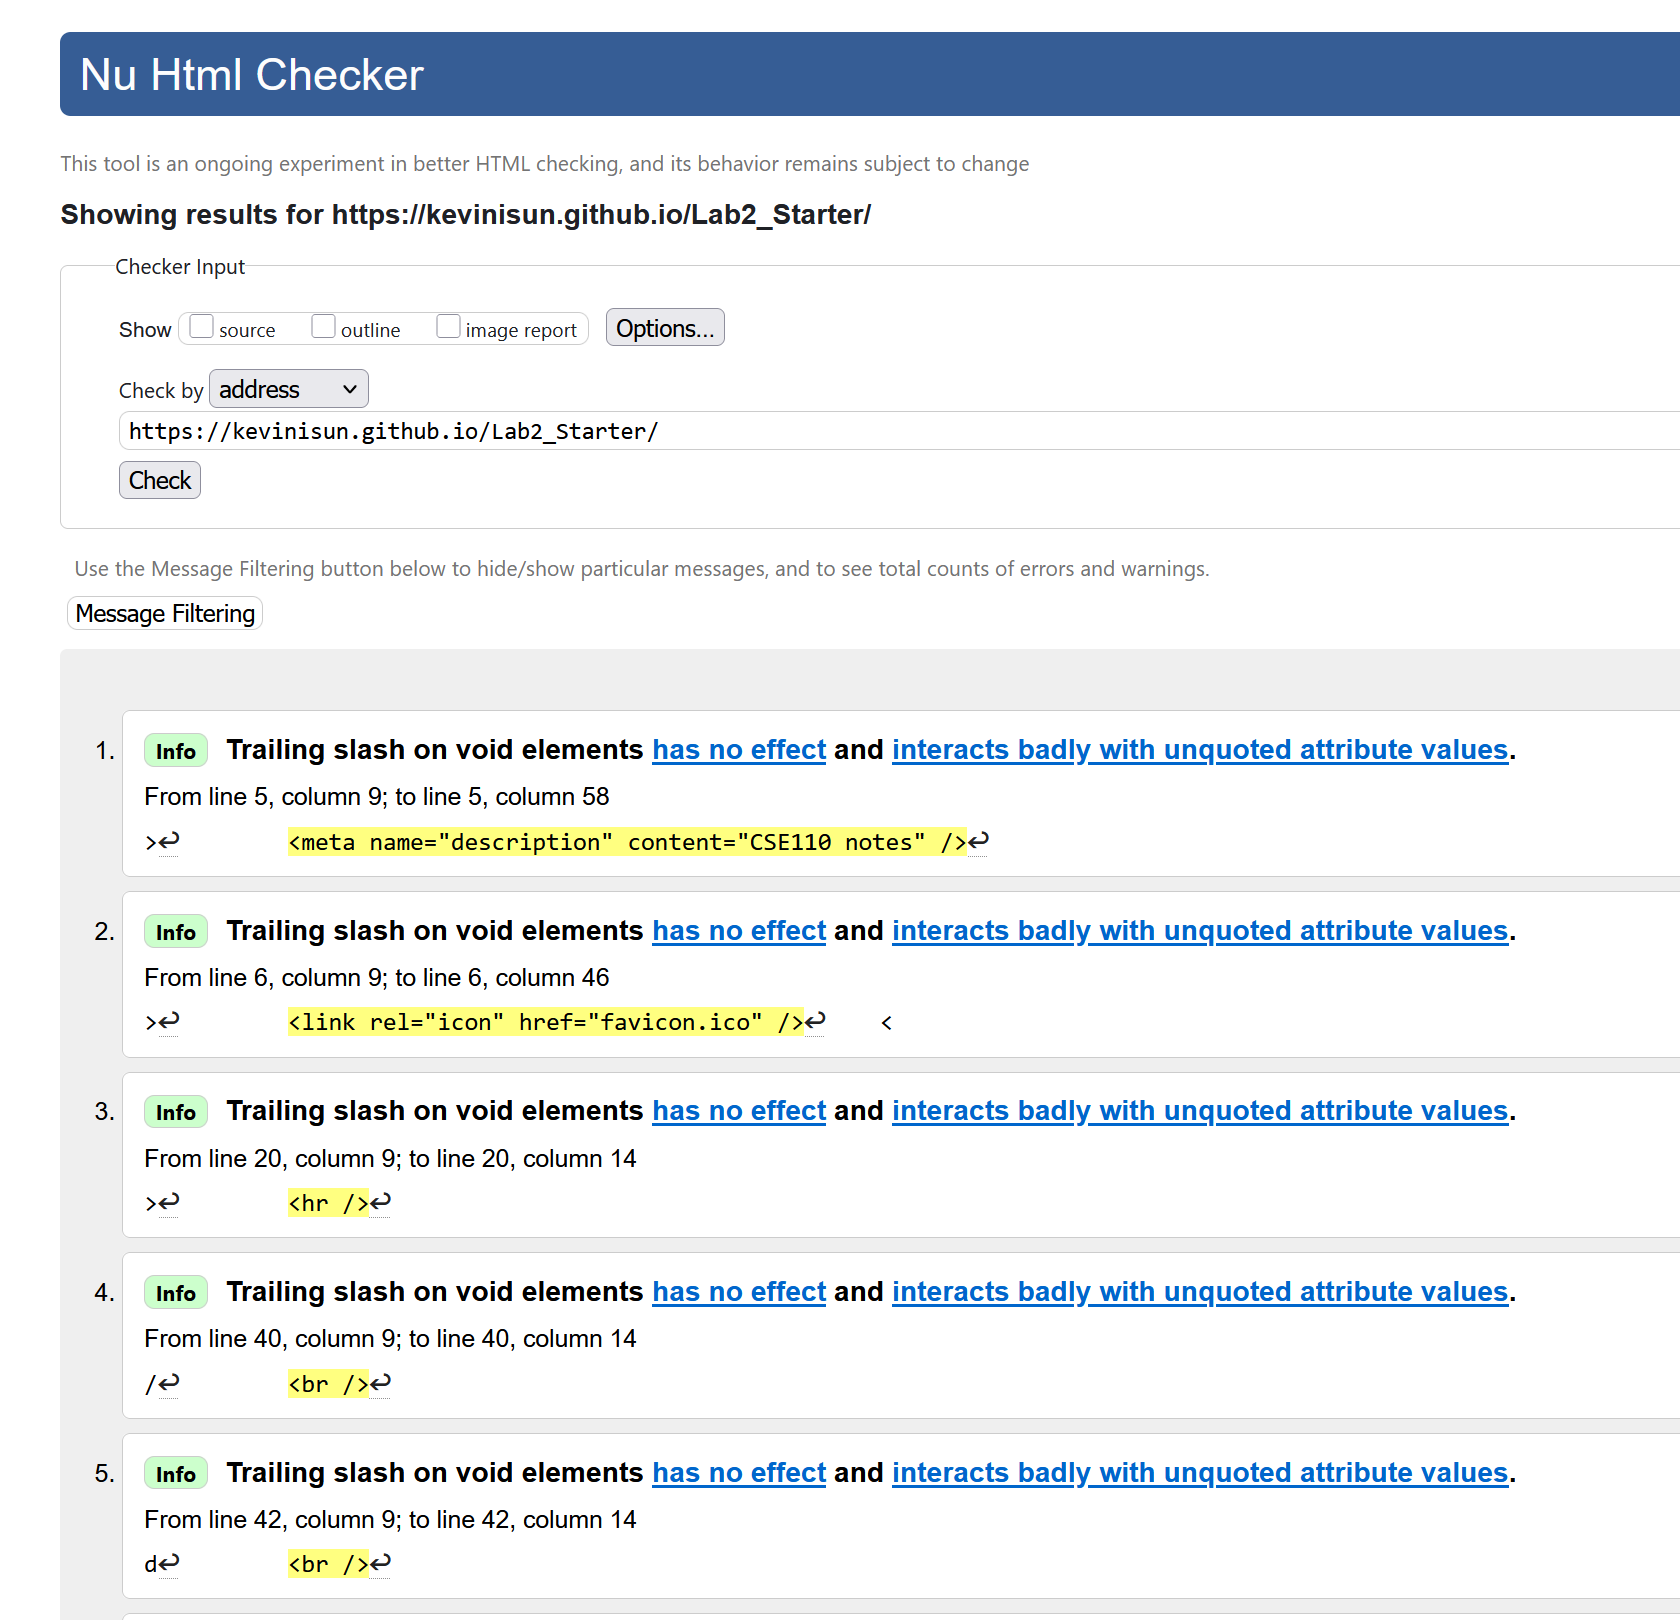 Nu Html Checker
This tool is an ongoing experiment in better HTML checking, and its behavior remains subject to change
Showing results for https://kevinisun.github.io/Lab2_Starter/
Checker Input
Show source outline image report Options...
Check by address
https://kevinisun.github.io/Lab2_Starter/
Check
Use the Message Filtering button below to hide/show particular messages, and to see total counts of errors and warnings.
Message Filtering
1. Info Trailing slash on void elements has no effect and interacts badly with unquoted attribute values.
From line 5, column 9; to line 5, column 58
>↩ <meta name="description" content="CSE110 notes" />↩
2. Info Trailing slash on void elements has no effect and interacts badly with unquoted attribute values.
From line 6, column 9; to line 6, column 46
>↩ <link rel="icon" href="favicon.ico" />↩ <
3. Info Trailing slash on void elements has no effect and interacts badly with unquoted attribute values.
From line 20, column 9; to line 20, column 14
>↩ <hr />↩
4. Info Trailing slash on void elements has no effect and interacts badly with unquoted attribute values.
From line 40, column 9; to line 40, column 14
/↩ <br />↩
5. Info Trailing slash on void elements has no effect and interacts badly with unquoted attribute values.
From line 42, column 9; to line 42, column 14
d↩ <br />↩